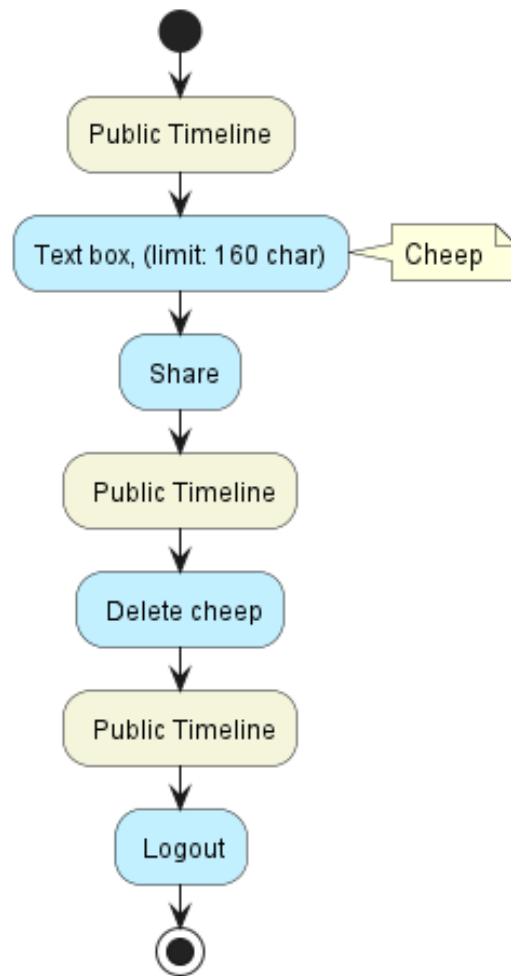 Public Timeline
Text box, (limit: 160 char)
Cheep
Share
Public Timeline
Delete cheep
Public Timeline
Logout